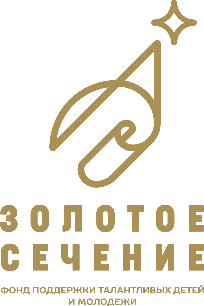 ЗОЛОТОЕ
СЕЧЕНИЕ
ФОНД ПОДДЕРЖКИ ТАЛАНТЛИВЫХ ДЕТЕЙ
И МОЛОДЕЖИ